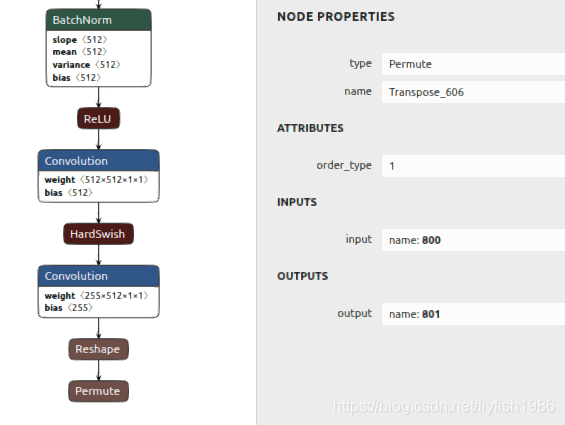 BatchNorm
slope ⟨512⟩
mean ⟨512⟩
variance ⟨512⟩
bias ⟨512⟩
ReLU
Convolution
weight ⟨512×512×1×1⟩
bias ⟨512⟩
HardSwish
Convolution
weight ⟨255×512×1×1⟩
bias ⟨255⟩
Reshape
Permute
NODE PROPERTIES
type Permute
name Transpose_606
ATTRIBUTES
order_type 1
INPUTS
input name: 800
OUTPUTS
output name: 801
https://blog.csdn.net/flyfish1986